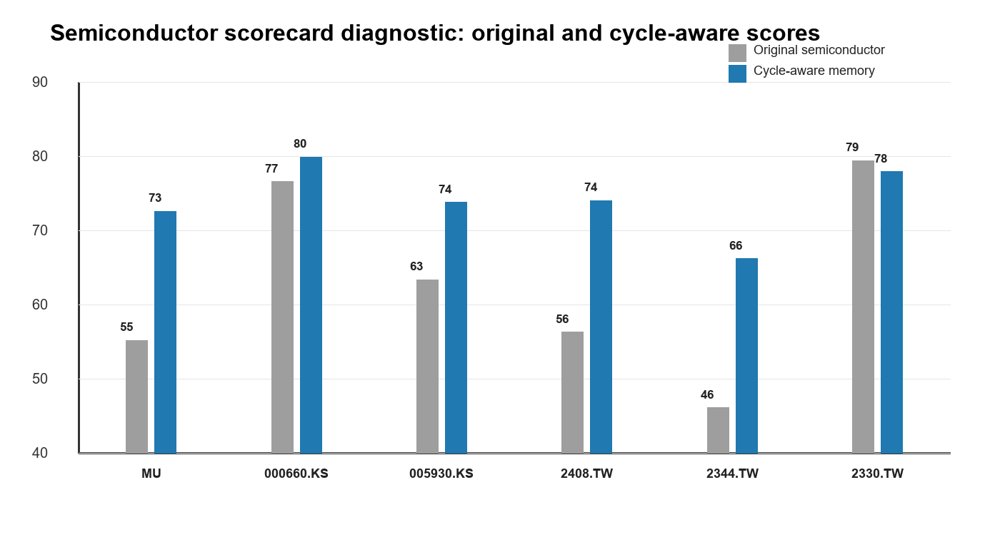 Semiconductor scorecard diagnostic: original and cycle-aware scores
Original semiconductor
Cycle-aware memory
90
80
70
60
50
40
55
73
77
80
63
74
56
74
46
66
79
78
MU
000660.KS
005930.KS
2408.TW
2344.TW
2330.TW